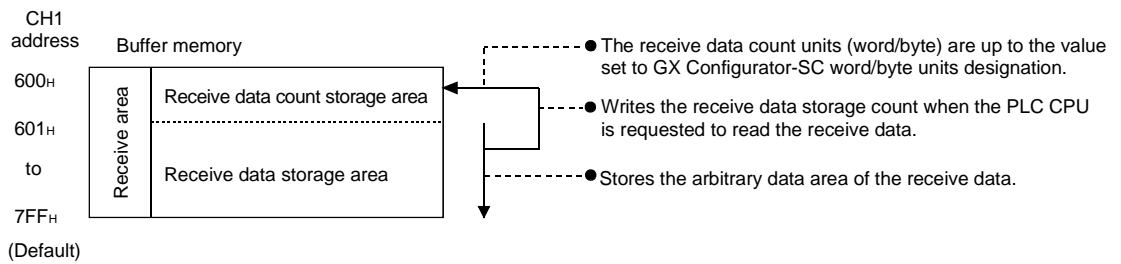 CH1
address
Buffer memory
600H
601H
to
7FFH
(Default)
Receive area
Receive data count storage area
Receive data storage area
● The receive data count units (word/byte) are up to the value
set to GX Configurator-SC word/byte units designation.
● Writes the receive data storage count when the PLC CPU
is requested to read the receive data.
● Stores the arbitrary data area of the receive data.